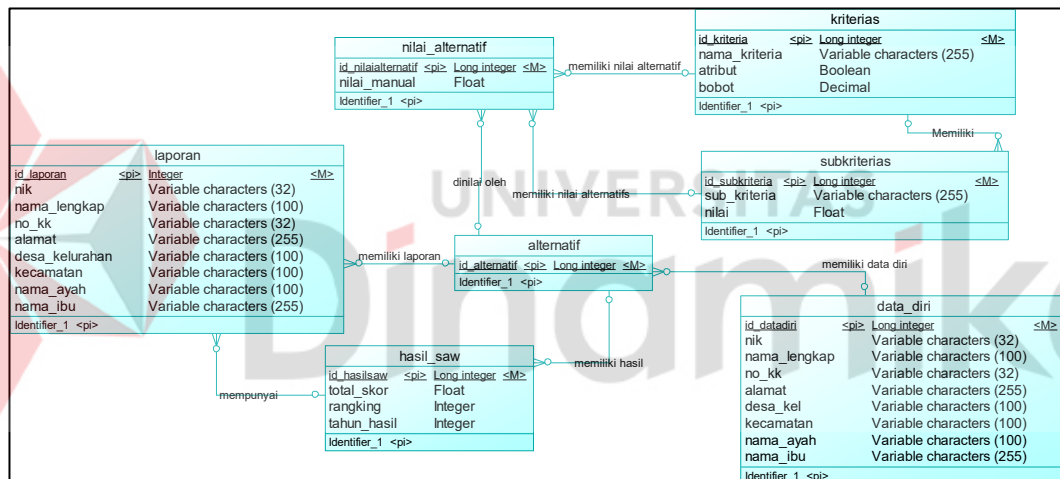 nilai_alternatif
id_nilaialternatif <pi> Long integer <M>
nilai_manual Float
Identifier_1 <pi>
memiliki nilai alternatif
kriterias
id_kriteria <pi> Long integer <M>
nama_kriteria Variable characters (255)
atribut Boolean
bobot Decimal
Identifier_1 <pi>
Memiliki
subkriterias
id_subkriteria <pi> Long integer <M>
sub_kriteria Variable characters (255)
nilai Float
Identifier_1 <pi>
dinilai oleh
memiliki nilai alternatifs
laporan
id_laporan <pi> Integer <M>
nik Variable characters (32)
nama_lengkap Variable characters (100)
no_kk Variable characters (32)
alamat Variable characters (255)
desa_kelurahan Variable characters (100)
kecamatan Variable characters (100)
nama_ayah Variable characters (100)
nama_ibu Variable characters (255)
Identifier_1 <pi>
memiliki laporan
alternatif
id_alternatif <pi> Long integer <M>
Identifier_1 <pi>
memiliki data diri
data_diri
id_datadiri <pi> Long integer <M>
nik Variable characters (32)
nama_lengkap Variable characters (100)
no_kk Variable characters (32)
alamat Variable characters (255)
desa_kel Variable characters (100)
kecamatan Variable characters (100)
nama_ayah Variable characters (100)
nama_ibu Variable characters (255)
Identifier_1 <pi>
memiliki hasil
hasil_saw
id_hasilsaw <pi> Long integer <M>
total_skor Float
rangking Integer
tahun_hasil Integer
Identifier_1 <pi>
mempunyai
UNIVERSITAS
Dinamika